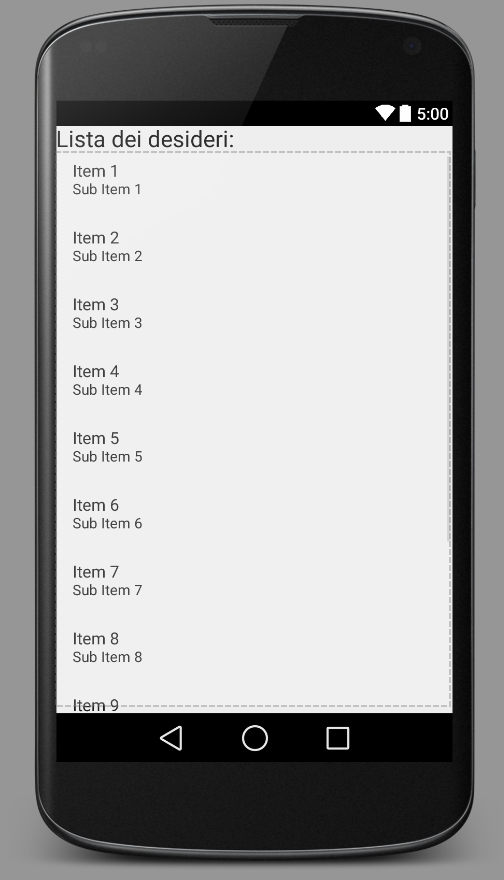 5:00
Lista dei desideri:
Item 1
Sub Item 1
Item 2
Sub Item 2
Item 3
Sub Item 3
Item 4
Sub Item 4
Item 5
Sub Item 5
Item 6
Sub Item 6
Item 7
Sub Item 7
Item 8
Sub Item 8
Item 9